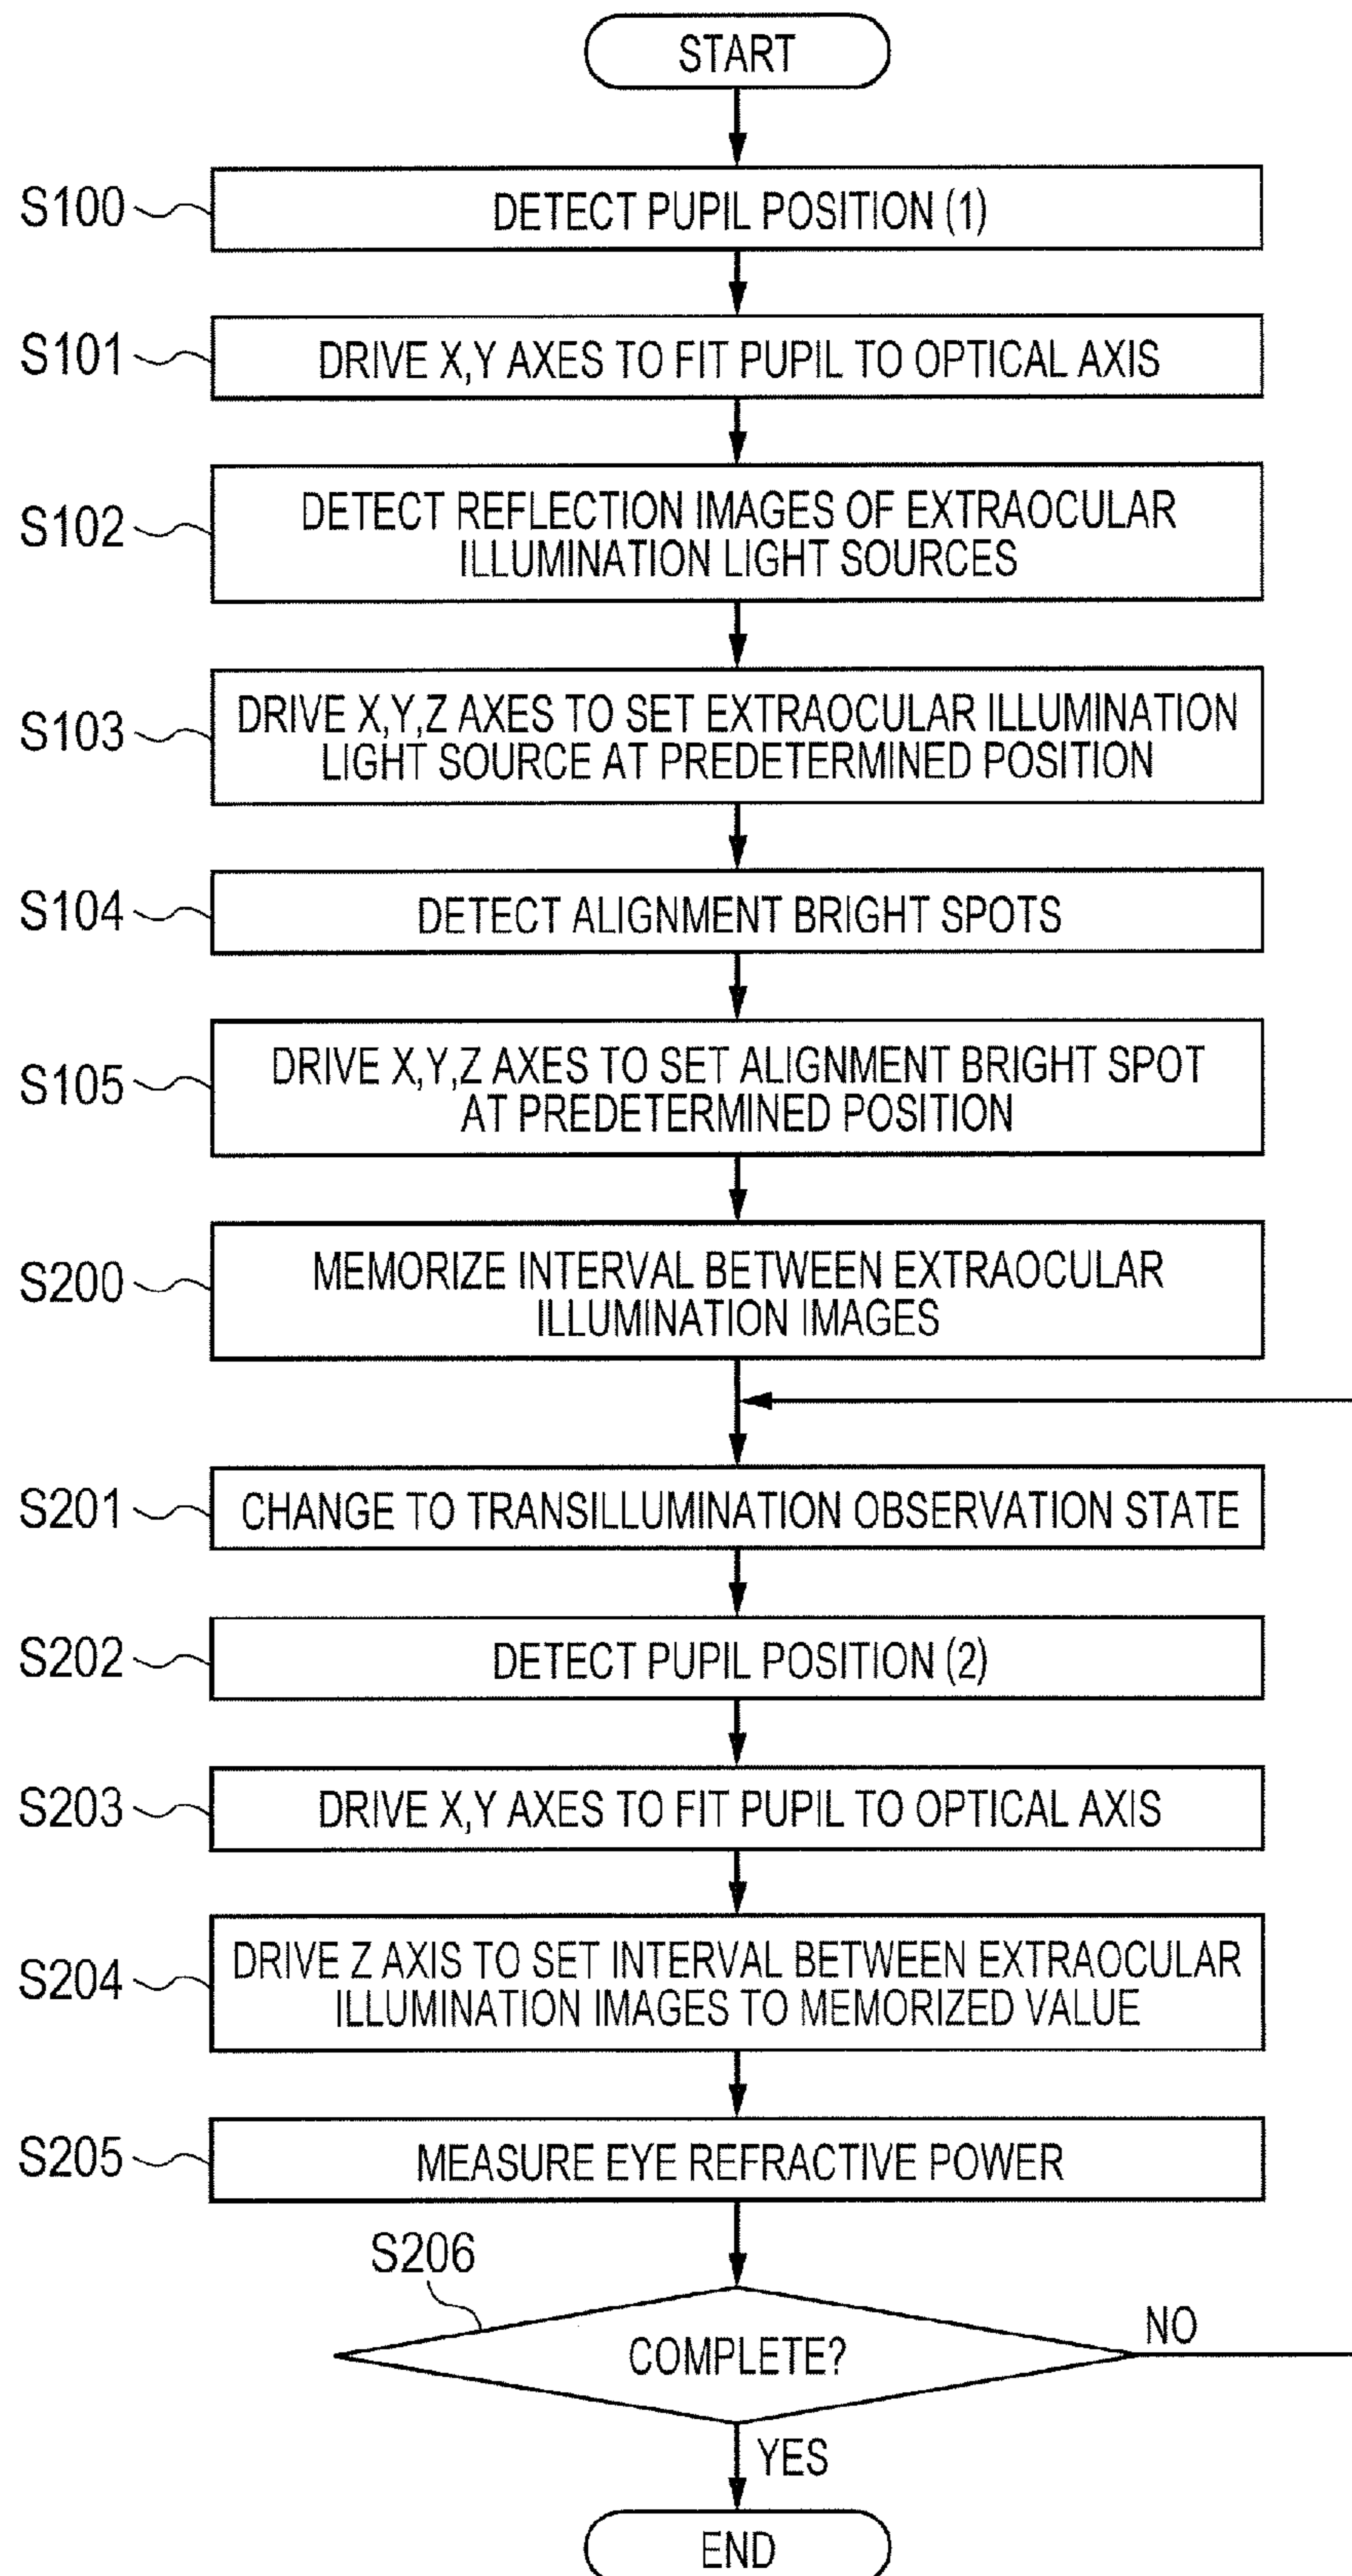 START
S100
DETECT PUPIL POSITION (1)
S101
DRIVE X,Y AXES TO FIT PUPIL TO OPTICAL AXIS
S102
DETECT REFLECTION IMAGES OF EXTRAOCULAR
ILLUMINATION LIGHT SOURCES
S103
DRIVE X,Y,Z AXES TO SET EXTRAOCULAR ILLUMINATION
LIGHT SOURCE AT PREDETERMINED POSITION
S104
DETECT ALIGNMENT BRIGHT SPOTS
S105
DRIVE X,Y,Z AXES TO SET ALIGNMENT BRIGHT SPOT
AT PREDETERMINED POSITION
S200
MEMORIZE INTERVAL BETWEEN EXTRAOCULAR
ILLUMINATION IMAGES
S201
CHANGE TO TRANSILLUMINATION OBSERVATION STATE
S202
DETECT PUPIL POSITION (2)
S203
DRIVE X,Y AXES TO FIT PUPIL TO OPTICAL AXIS
S204
DRIVE Z AXIS TO SET INTERVAL BETWEEN EXTRAOCULAR
ILLUMINATION IMAGES TO MEMORIZED VALUE
S205
MEASURE EYE REFRACTIVE POWER
S206
COMPLETE?
NO
YES
END